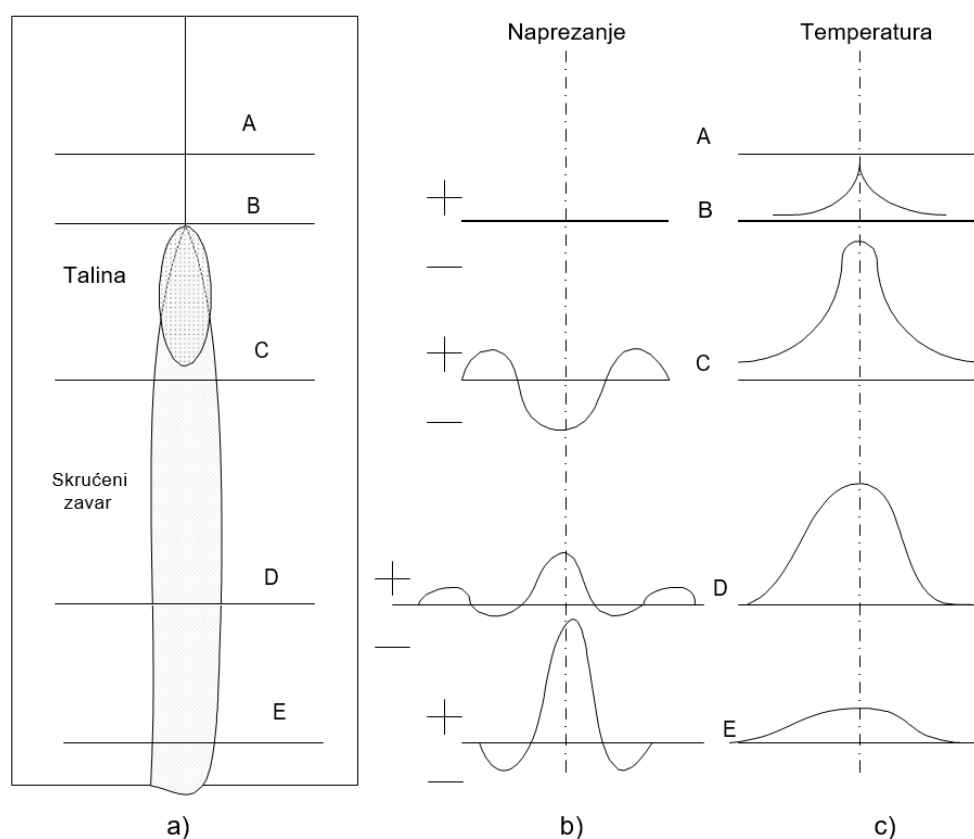 Naprezanje
Temperatura
A
A
B
+
B
—
Talina
C
+
C
—
Skrućeni
zavar
D
+
D
—
E
+
E
—
a)
b)
c)